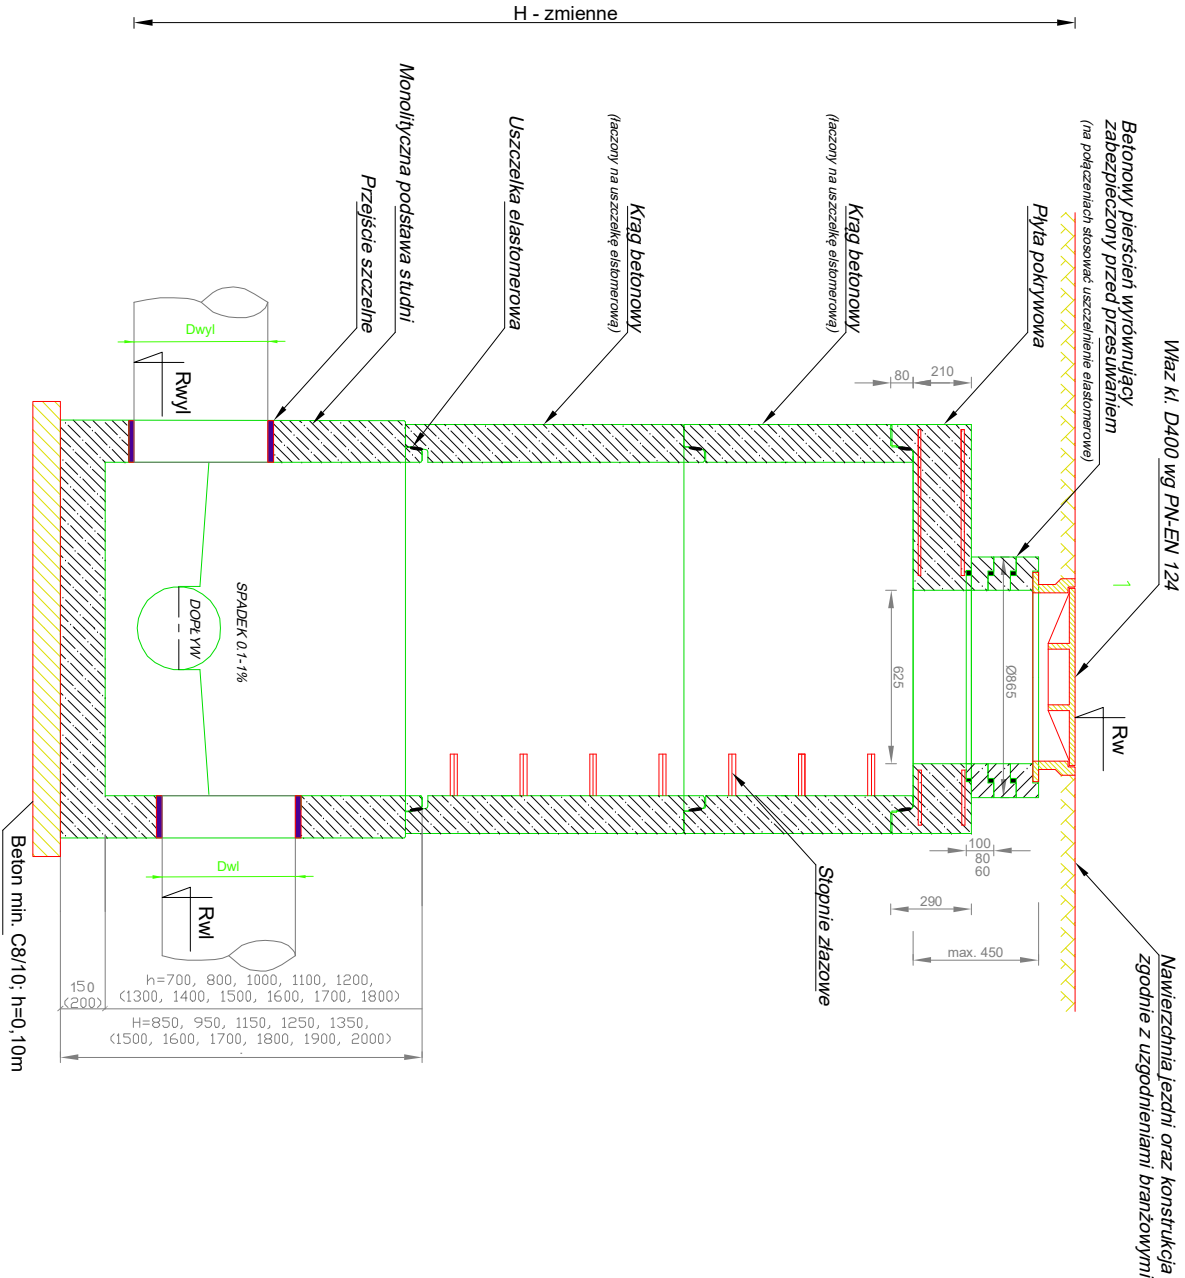 H - zmienne
Właz kl. D400 wg PN-EN 124
Betonowy pierścień wyrównujący
zabezpieczony przed przesuwaniem
(na połączeniach stosować uszczelnienie elastomerowe)
Płyta pokrywowa
Krąg betonowy
(łaczony na uszczelkę elstomerową)
Krąg betonowy
(łaczony na uszczelkę elstomerową)
Uszczelka elastomerowa
Monolityczna podstawa studni
Przejście szczelne
Dwyl
Rwyl
80
210
1
Rw
Ø865
625
SPADEK 0.1-1%
DOPŁYW
Stopnie złazowe
100
80
60
290
max. 450
Dwl
Rwl
Nawierzchnia jezdni oraz konstrukcja
zgodnie z uzgodnieniami branżowymi
Beton min. C8/10; h=0,10m
150
(200)
h=700, 800, 1000, 1100, 1200,
(1300, 1400, 1500, 1600, 1700, 1800)
H=850, 950, 1150, 1250, 1350,
(1500, 1600, 1700, 1800, 1900, 2000)